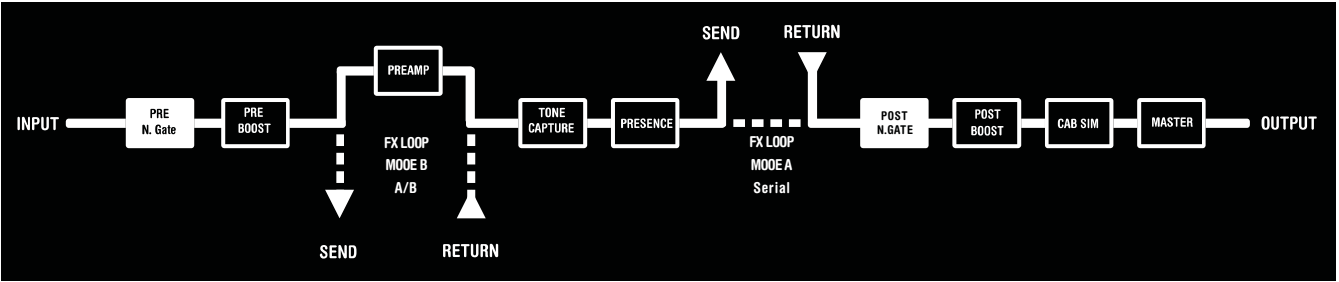 SEND
RETURN
PREAMP
INPUT
PRE
N. Gate
PRE
BOOST
TONE
CAPTURE
PRESENCE
POST
N.GATE
POST
BOOST
CAB SIM
MASTER
OUTPUT
FX LOOP
MOOE B
A/B
FX LOOP
MOOE A
Serial
SEND
RETURN